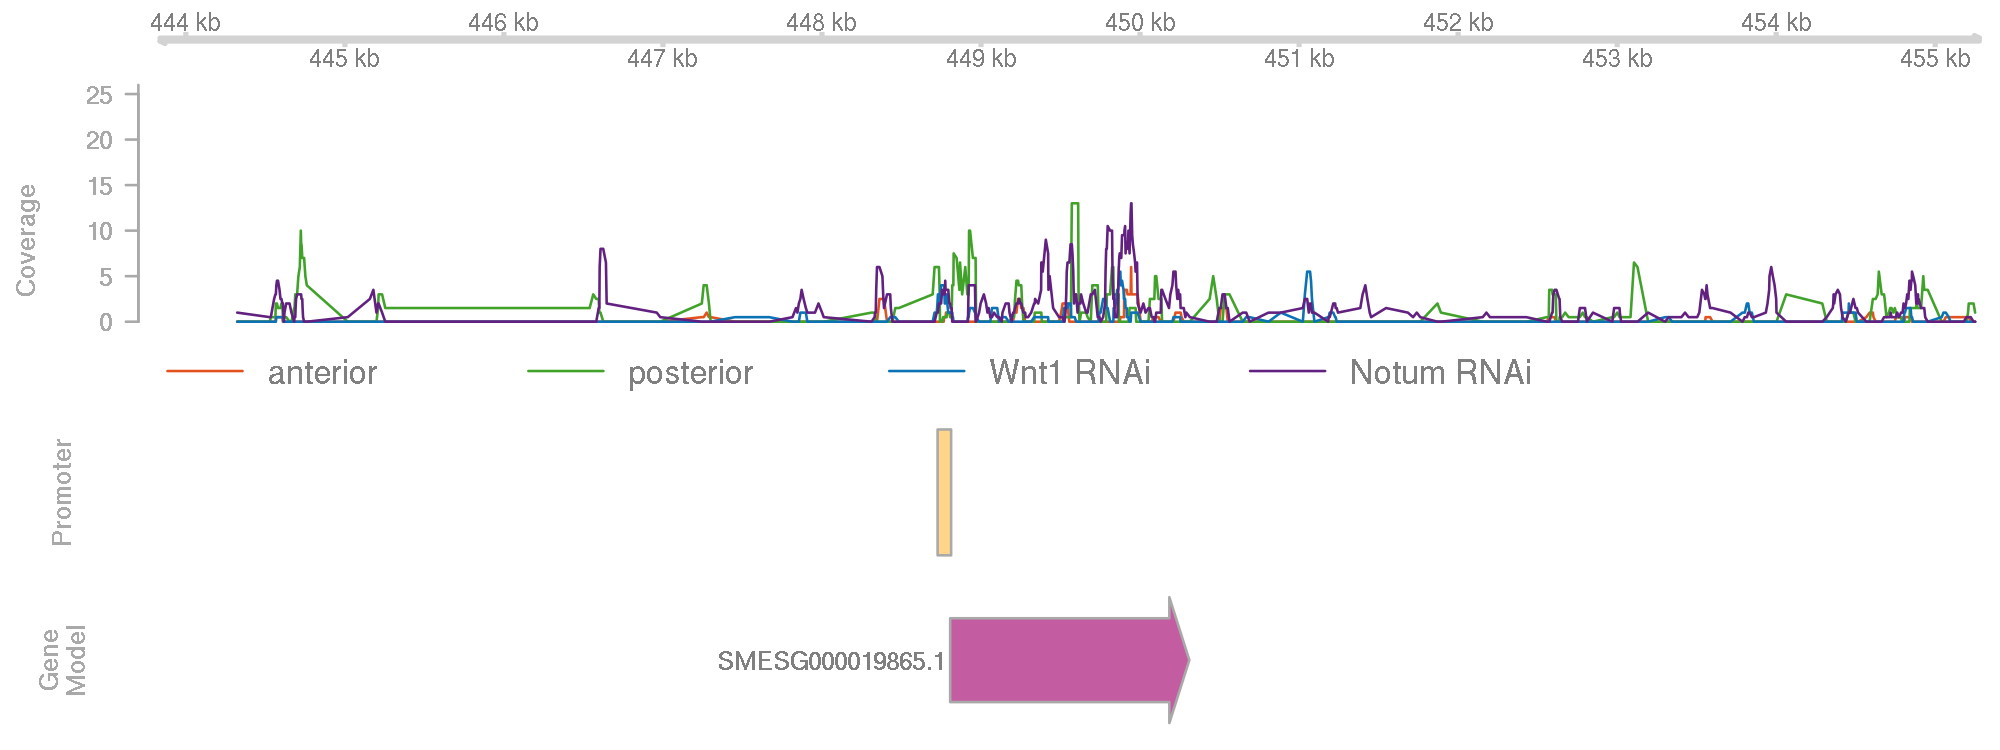 444 kb 446 kb 448 kb 450 kb 452 kb 454 kb
445 kb 447 kb 449 kb 451 kb 453 kb 455 kb
Coverage
25
20
15
10
5
0
anterior posterior Wnt1 RNAi Notum RNAi
Promoter
Gene
Model
SMESG000019865.1